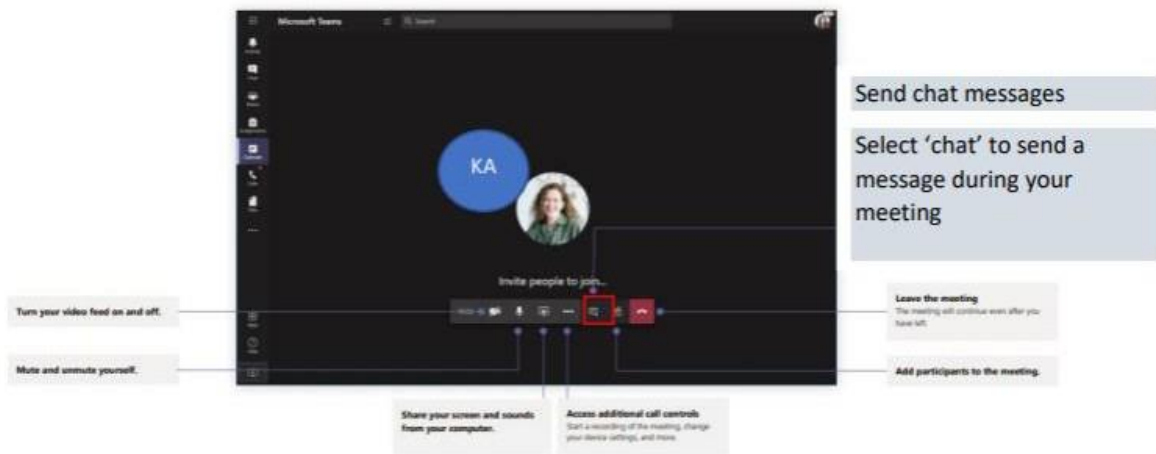 Microsoft Teams
Search
Send chat messages
Select ‘chat’ to send a
message during your
meeting
KA
Invite people to join...
Turn your video feed on and off.
Mute and unmute yourself.
Share your screen and sounds
from your computer.
Access additional call controls
Start a recording of the meeting, change
your device settings, and more.
Leave the meeting
The meeting will continue even after you
have left.
Add participants to the meeting.